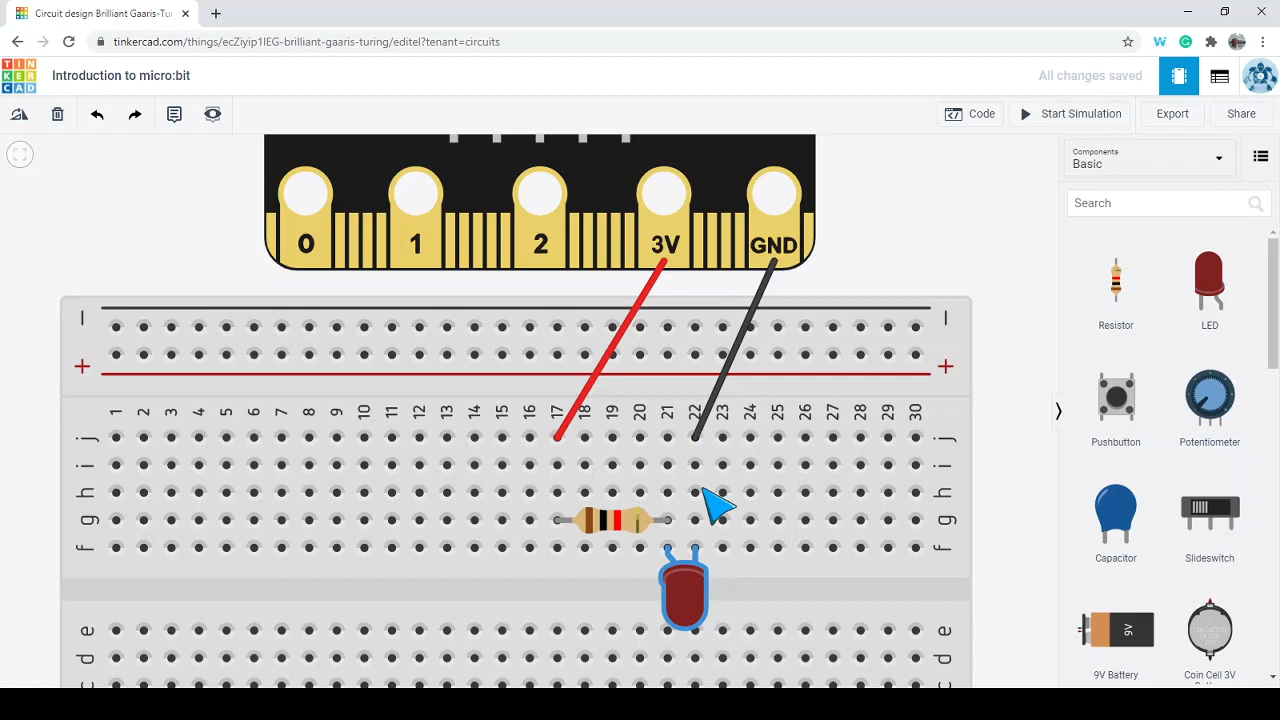 Circuit design Brilliant Gaaris-Tur
tinkercad.com/things/ecZiyip1lEG-brilliant-gaaris-turing/editel?tenant=circuits
TIN
KER
CAD
Introduction to micro:bit
All changes saved
Code
Start Simulation
Export
Share
Components
Basic
Search
0 1 2 3V GND
1 2 3 4 5 6 7 8 9 10 11 12 13 14 15 16 17 18 19 20 21 22 23 24 25 26 27 28 29 30
j j
i i
h h
g g
f f
e e
d d
c c
Resistor
LED
Pushbutton
Potentiometer
Capacitor
Slideswitch
9V
9V Battery
Coin Cell 3V